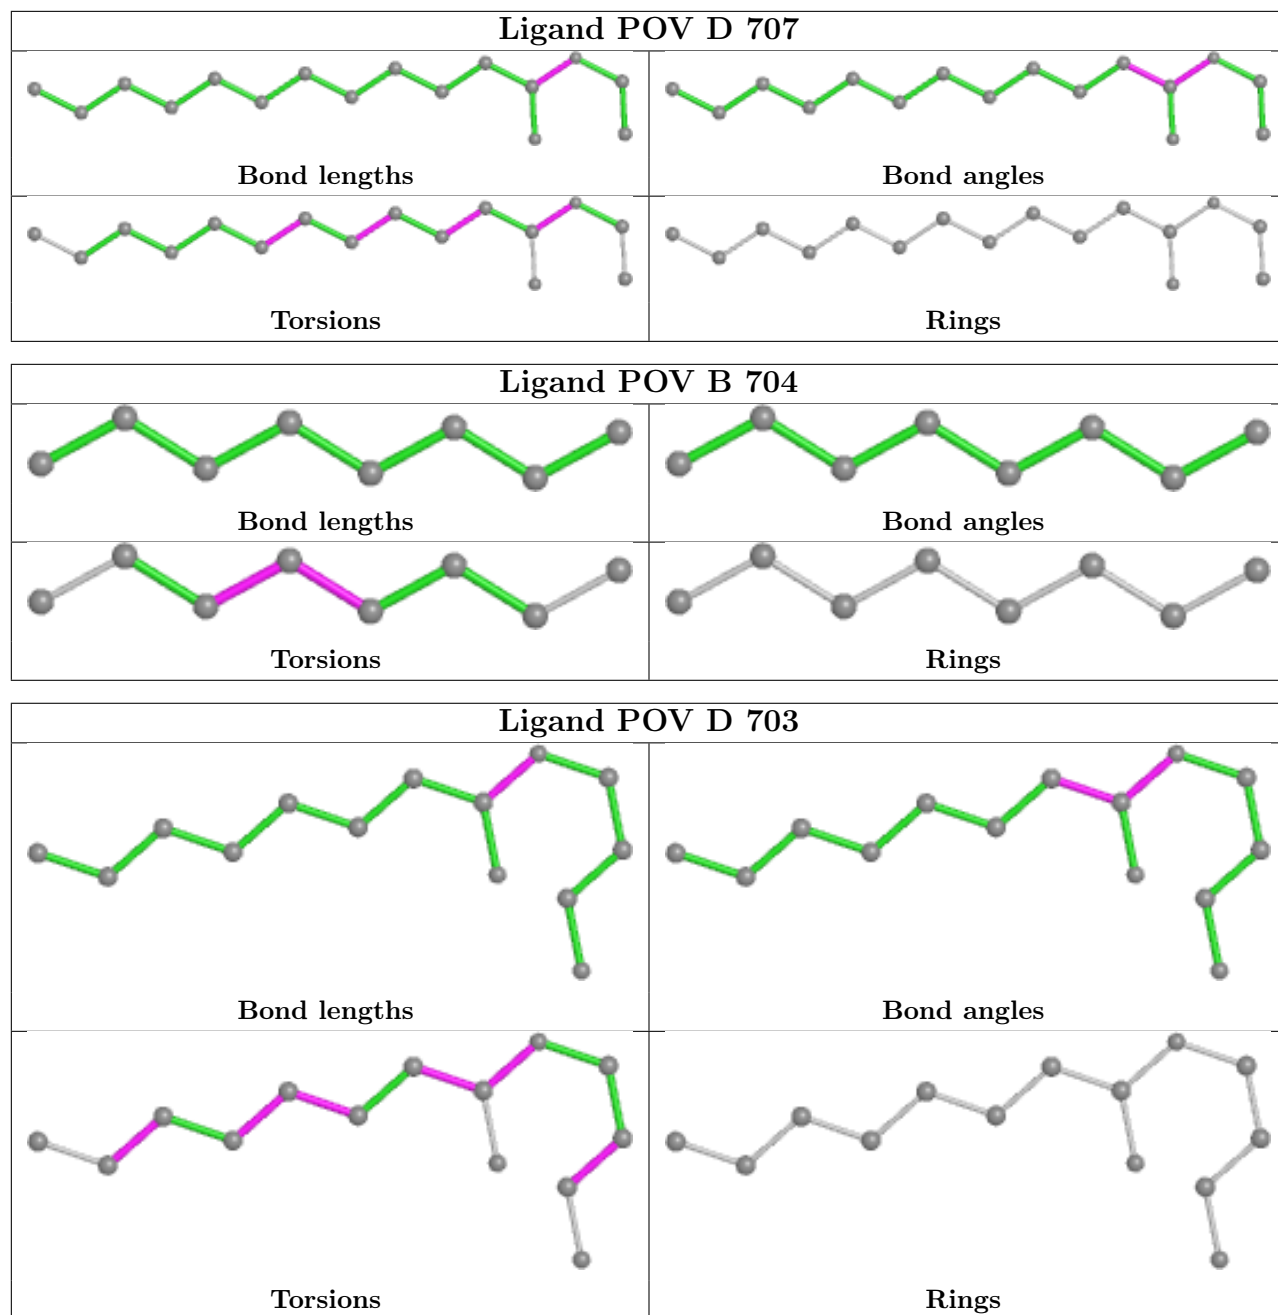 Ligand POV D 707
Bond lengths
Bond angles
Torsions
Rings
Ligand POV B 704
Bond lengths
Bond angles
Torsions
Rings
Ligand POV D 703
Bond lengths
Bond angles
Torsions
Rings